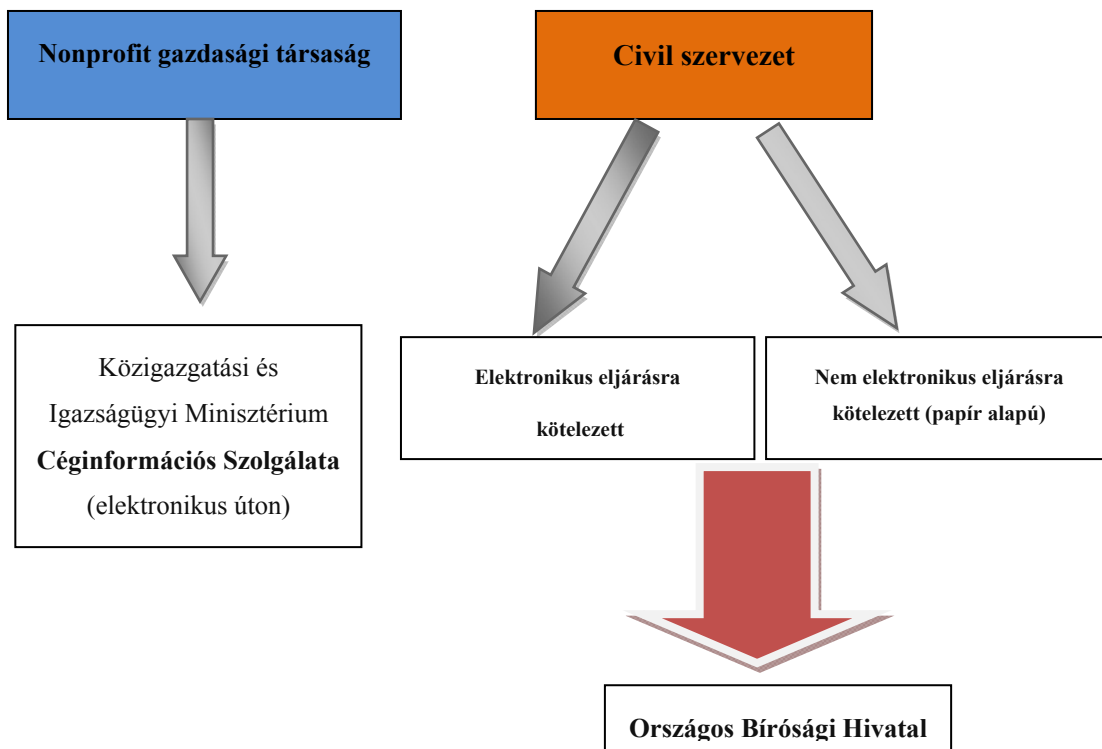 Nonprofit gazdasági társaság
Civil szervezet
Közigazgatási és
Igazságügyi Minisztérium
Céginformációs Szolgálata
(elektronikus úton)
Elektronikus eljárásra
kötelezett
Nem elektronikus eljárásra
kötelezett (papír alapú)
Országos Bírósági Hivatal